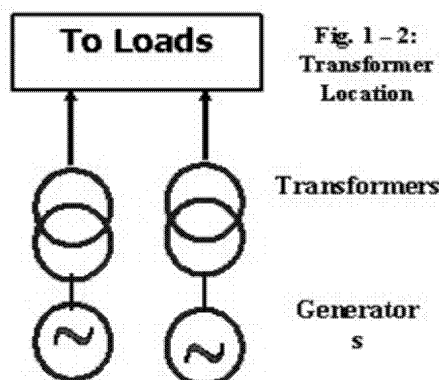 To Loads
Fig. 1 – 2:
Transformer
Location
Transformers
Generator
s